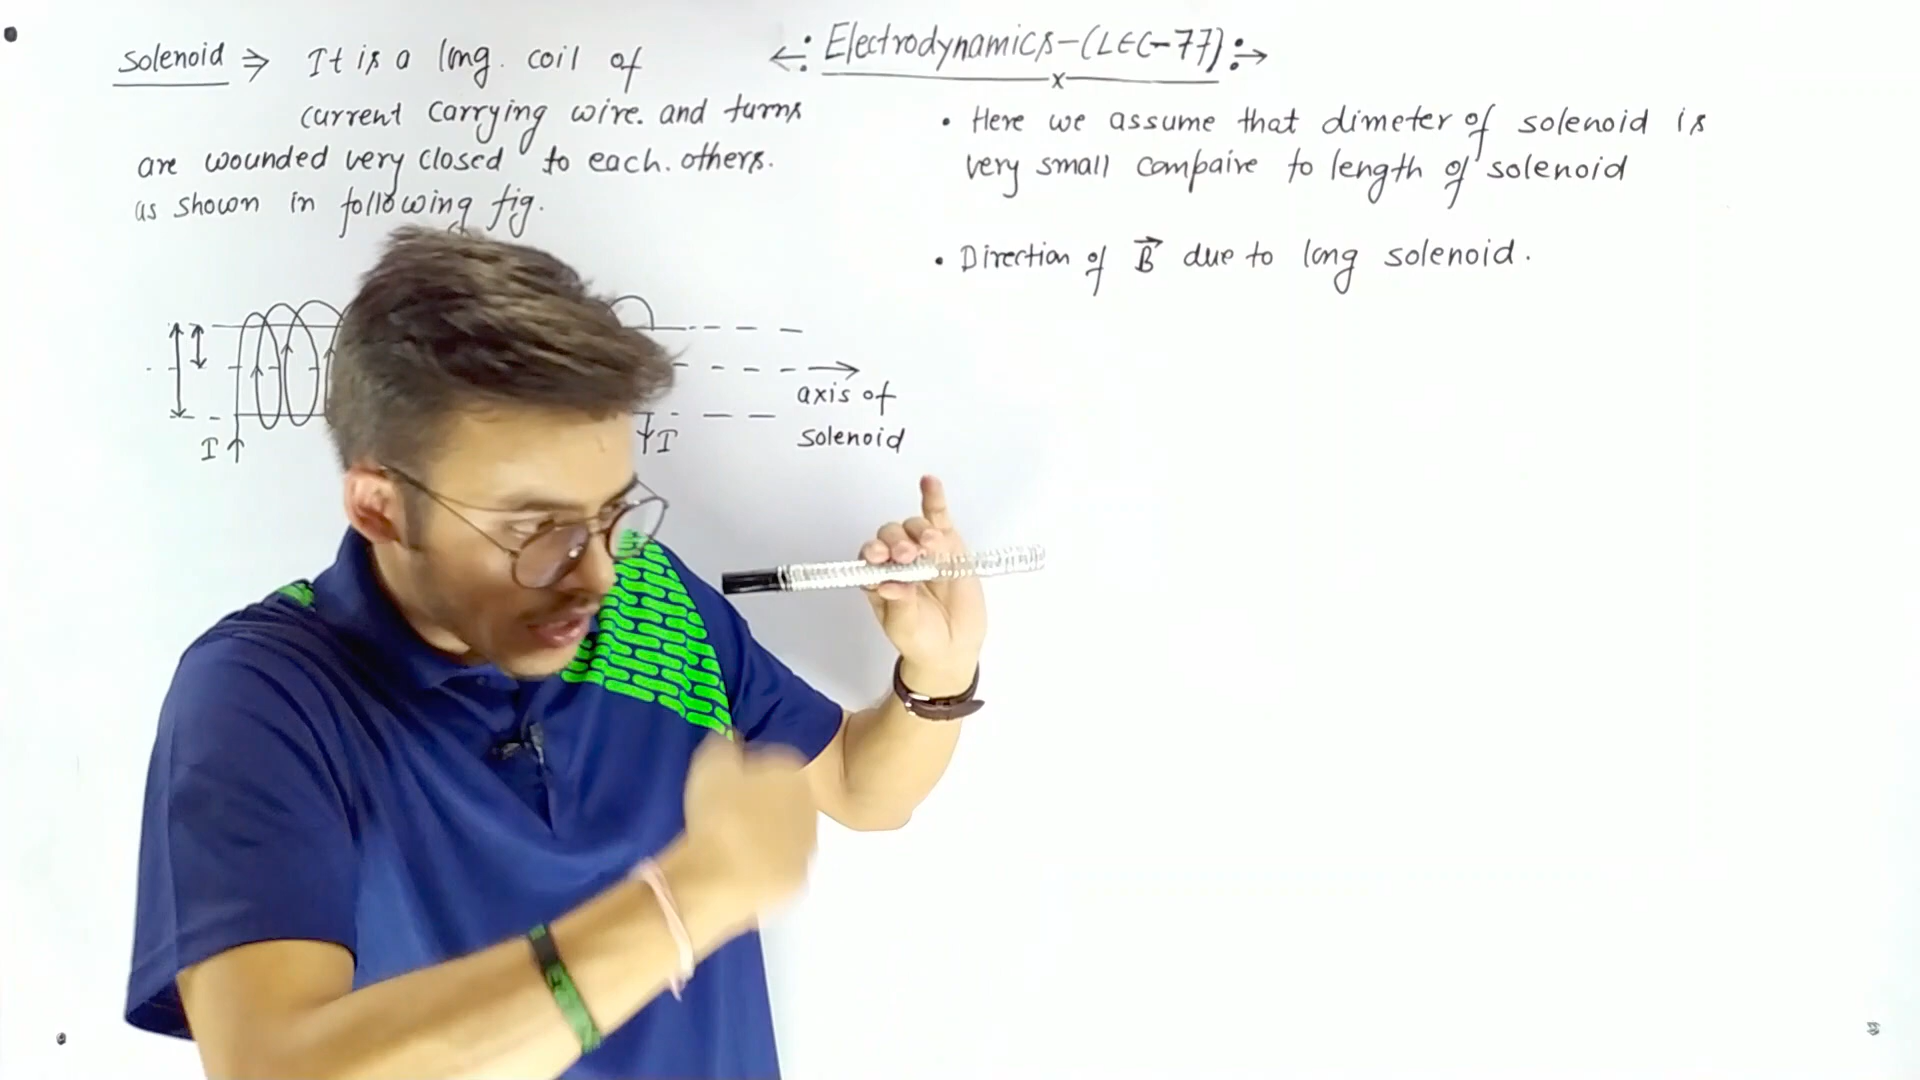 Solenoid ⇒ It is a long. coil of
current carrying wire. and turns
are wounded very closed to each. others.
as shown in following fig.
I
I
axis of
solenoid
Electrodynamics-(LEC-77)
x
• Here we assume that dimeter of solenoid is
very small compaire to length of solenoid
• Direction of B⃗ due to long solenoid.